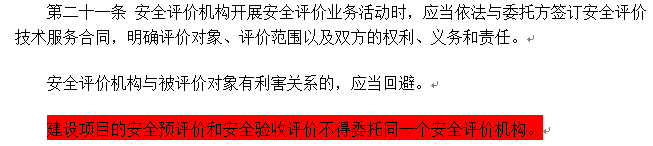 第二十一条 安全评价机构开展安全评价业务活动时，应当依法与委托方签订安全评价
技术服务合同，明确评价对象、评价范围以及双方的权利、义务和责任。
安全评价机构与被评价对象有利害关系的，应当回避。
建设项目的安全预评价和安全验收评价不得委托同一个安全评价机构。